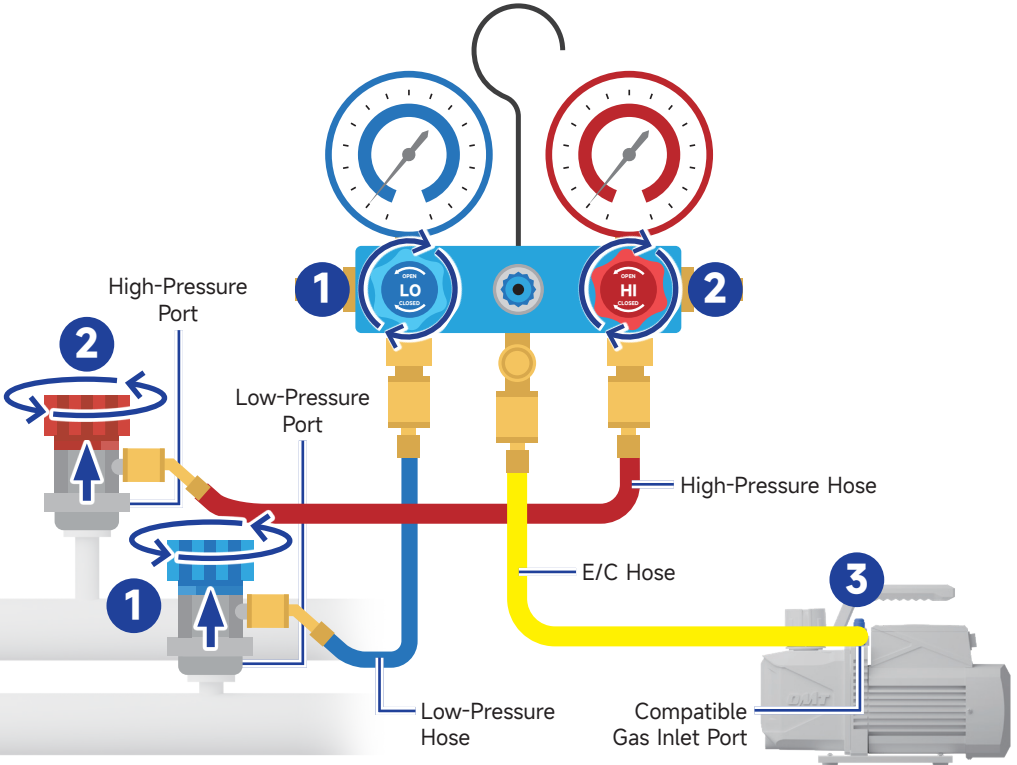 OPEN
LO
CLOSED
OPEN
HI
CLOSED
1
2
High-Pressure
Port
2
Low-Pressure
Port
High-Pressure Hose
E/C Hose
3
1
DMT
Low-Pressure
Hose
Compatible
Gas Inlet Port